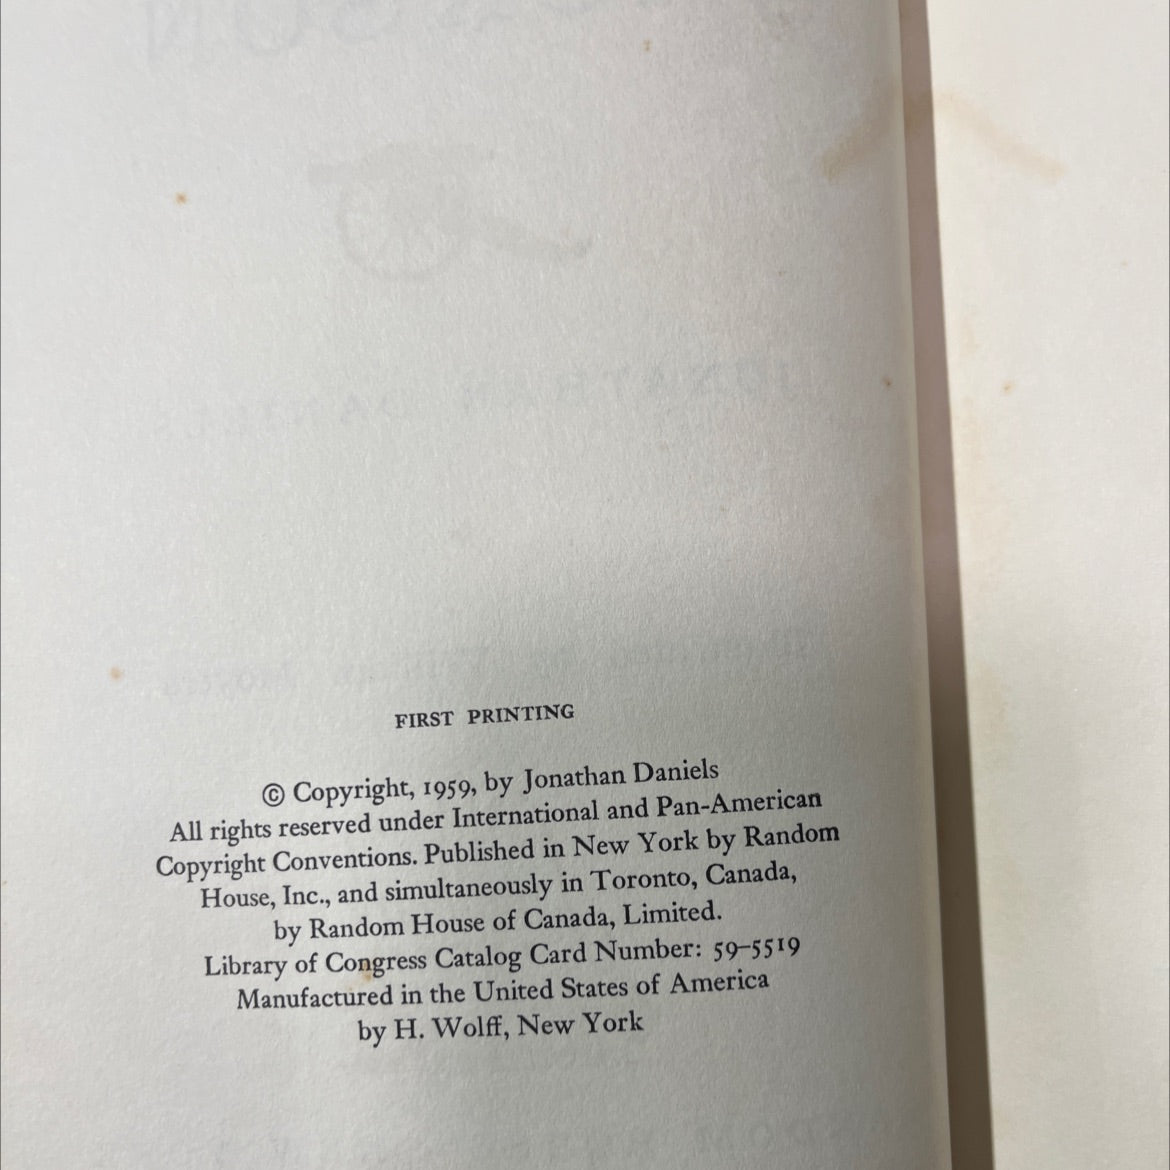 FIRST PRINTING
© Copyright, 1959, by Jonathan Daniels
All rights reserved under International and Pan-American
Copyright Conventions. Published in New York by Random
House, Inc., and simultaneously in Toronto, Canada,
by Random House of Canada, Limited.
Library of Congress Catalog Card Number: 59-5519
Manufactured in the United States of America
by H. Wolff, New York